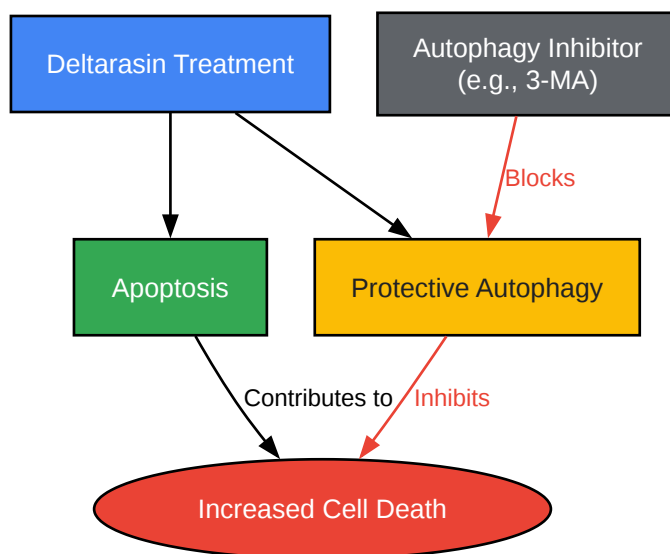 Deltarasin Treatment
Autophagy Inhibitor
(e.g., 3-MA)
Blocks
Apoptosis
Protective Autophagy
Contributes to
Inhibits
Increased Cell Death